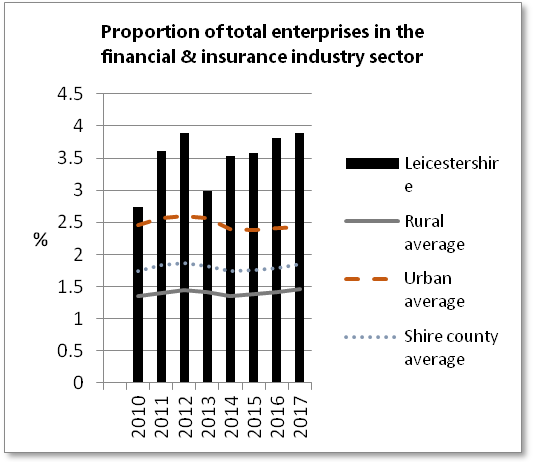 Proportion of total enterprises in the
financial & insurance industry sector
4.5
4
3.5
3
2.5
2
1.5
1
0.5
0
%
2010
2011
2012
2013
2014
2015
2016
2017
Leicestershir
e
Rural
average
Urban
average
Shire county
average